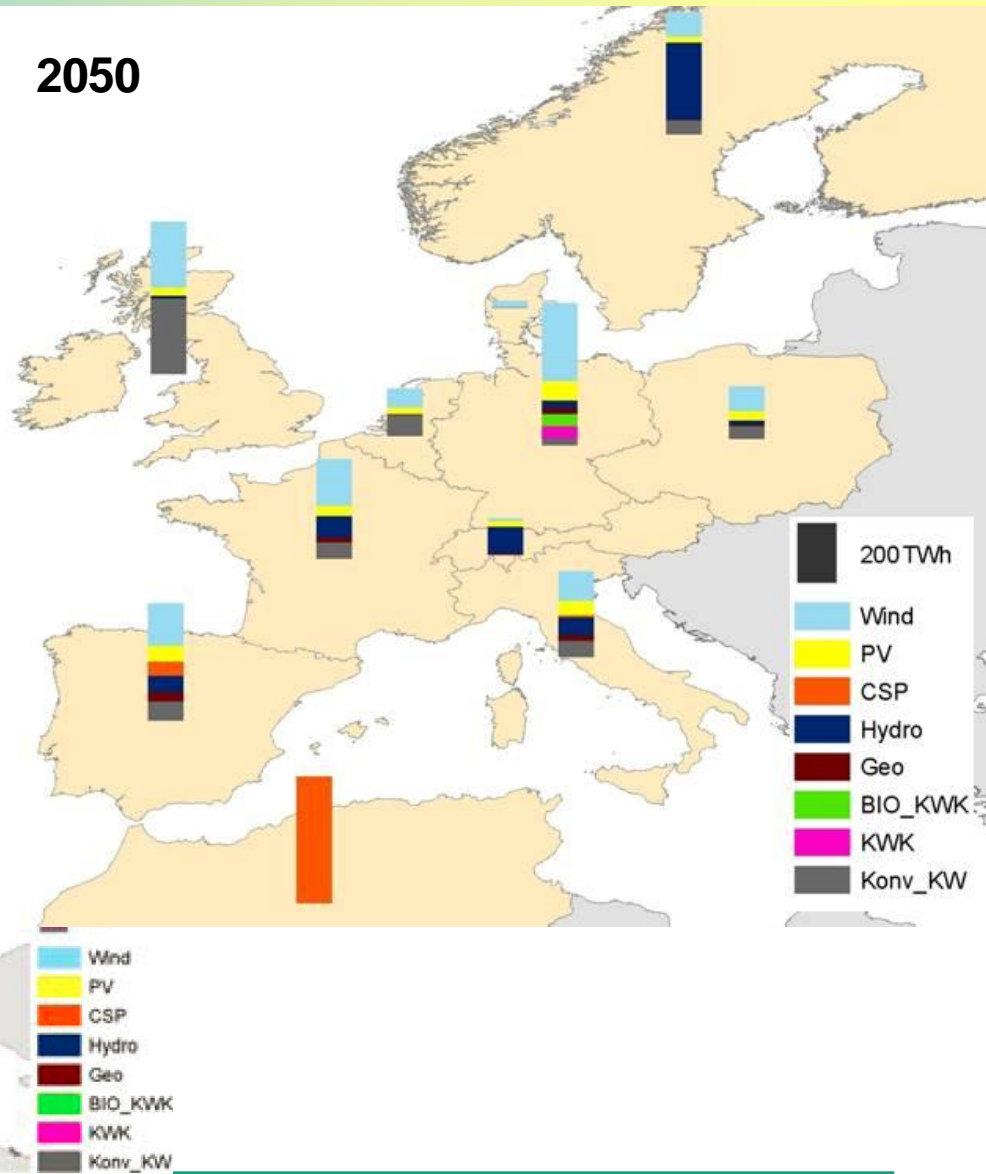 2050
200 TWh
Wind
PV
CSP
Hydro
Geo
BIO_KWK
KWK
Konv_KW
Wind
PV
CSP
Hydro
Geo
BIO_KWK
KWK
Konv_KW